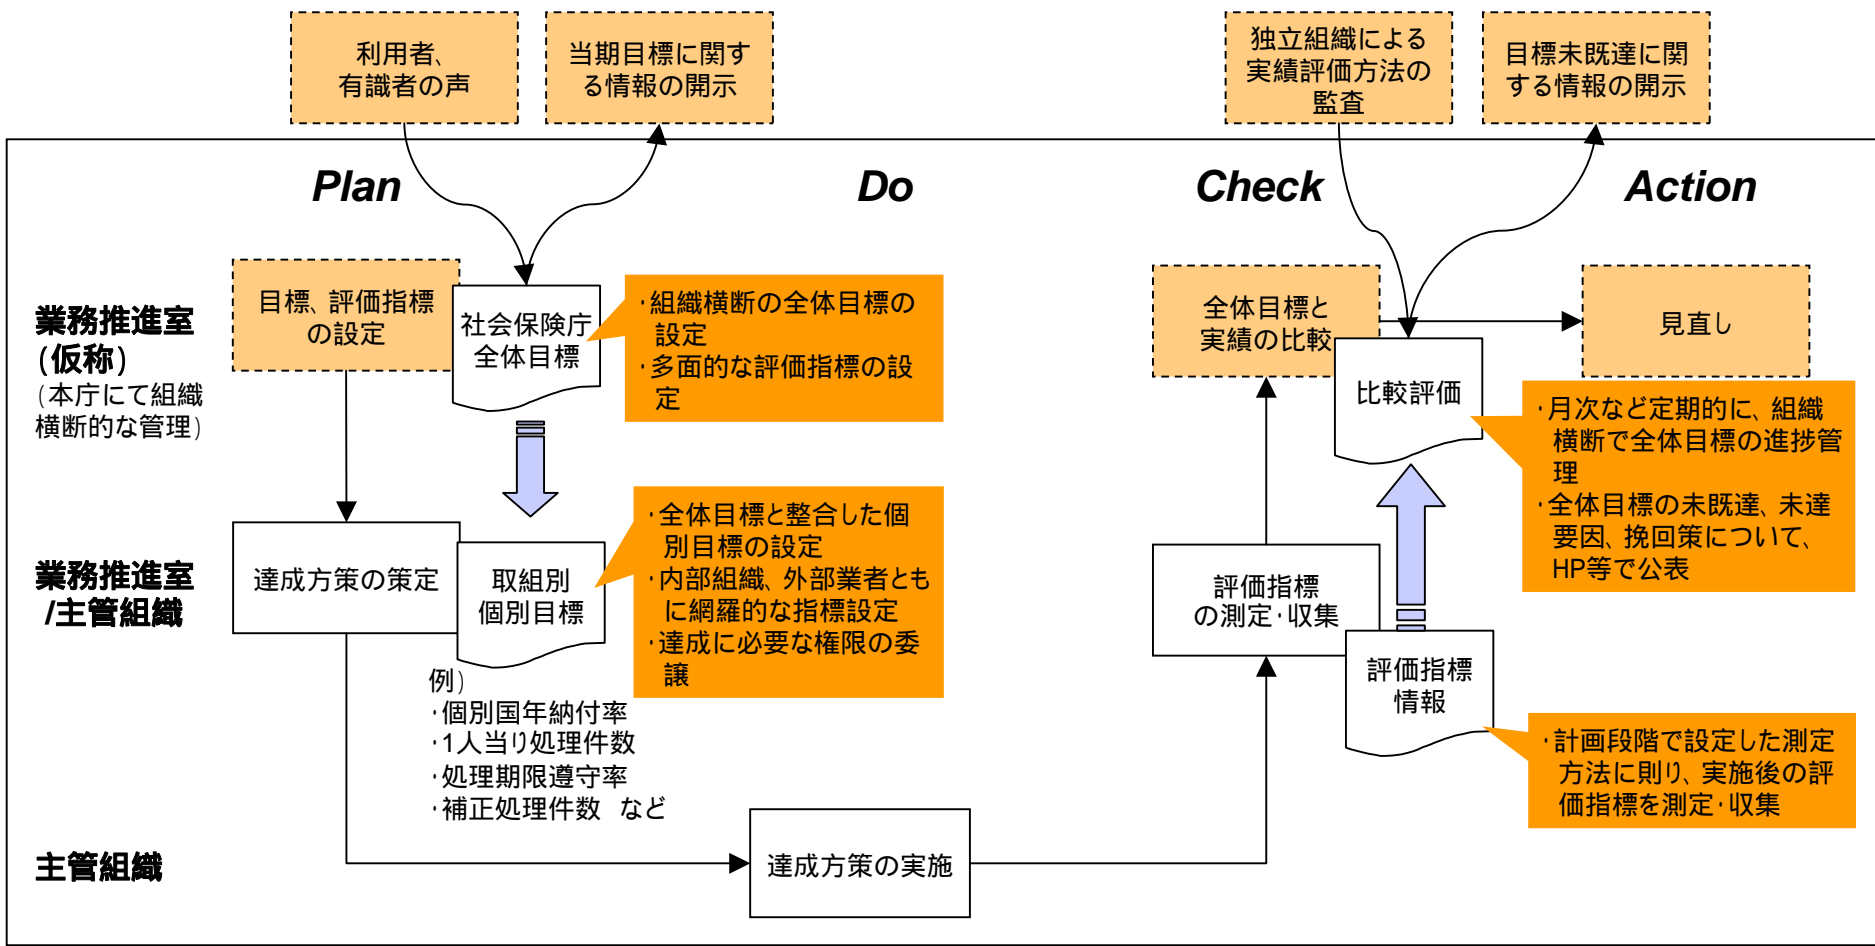 利用者、
有識者の声
当期目標に関す
る情報の開示
独立組織による
実績評価方法の
監査
目標未既達に関
する情報の開示
Plan
Do
Check
Action
業務推進室
(仮称)
(本庁にて組織
横断的な管理)
目標、評価指標
の設定
社会保険庁
全体目標
・組織横断の全体目標の
設定
・多面的な評価指標の設
定
全体目標と
実績の比較
比較評価
見直し
・月次など定期的に、組織
横断で全体目標の進捗管
理
・全体目標の未既達、未達
要因、挽回策について、
HP等で公表
業務推進室
/主管組織
達成方策の策定
取組別
個別目標
・全体目標と整合した個
別目標の設定
・内部組織、外部業者とも
に網羅的な指標設定
・達成に必要な権限の委
譲
例)
・個別国年納付率
・1人当り処理件数
・処理期限遵守率
・補正処理件数 など
評価指標
の測定・収集
評価指標
情報
・計画段階で設定した測定
方法に則り、実施後の評
価指標を測定・収集
主管組織
達成方策の実施